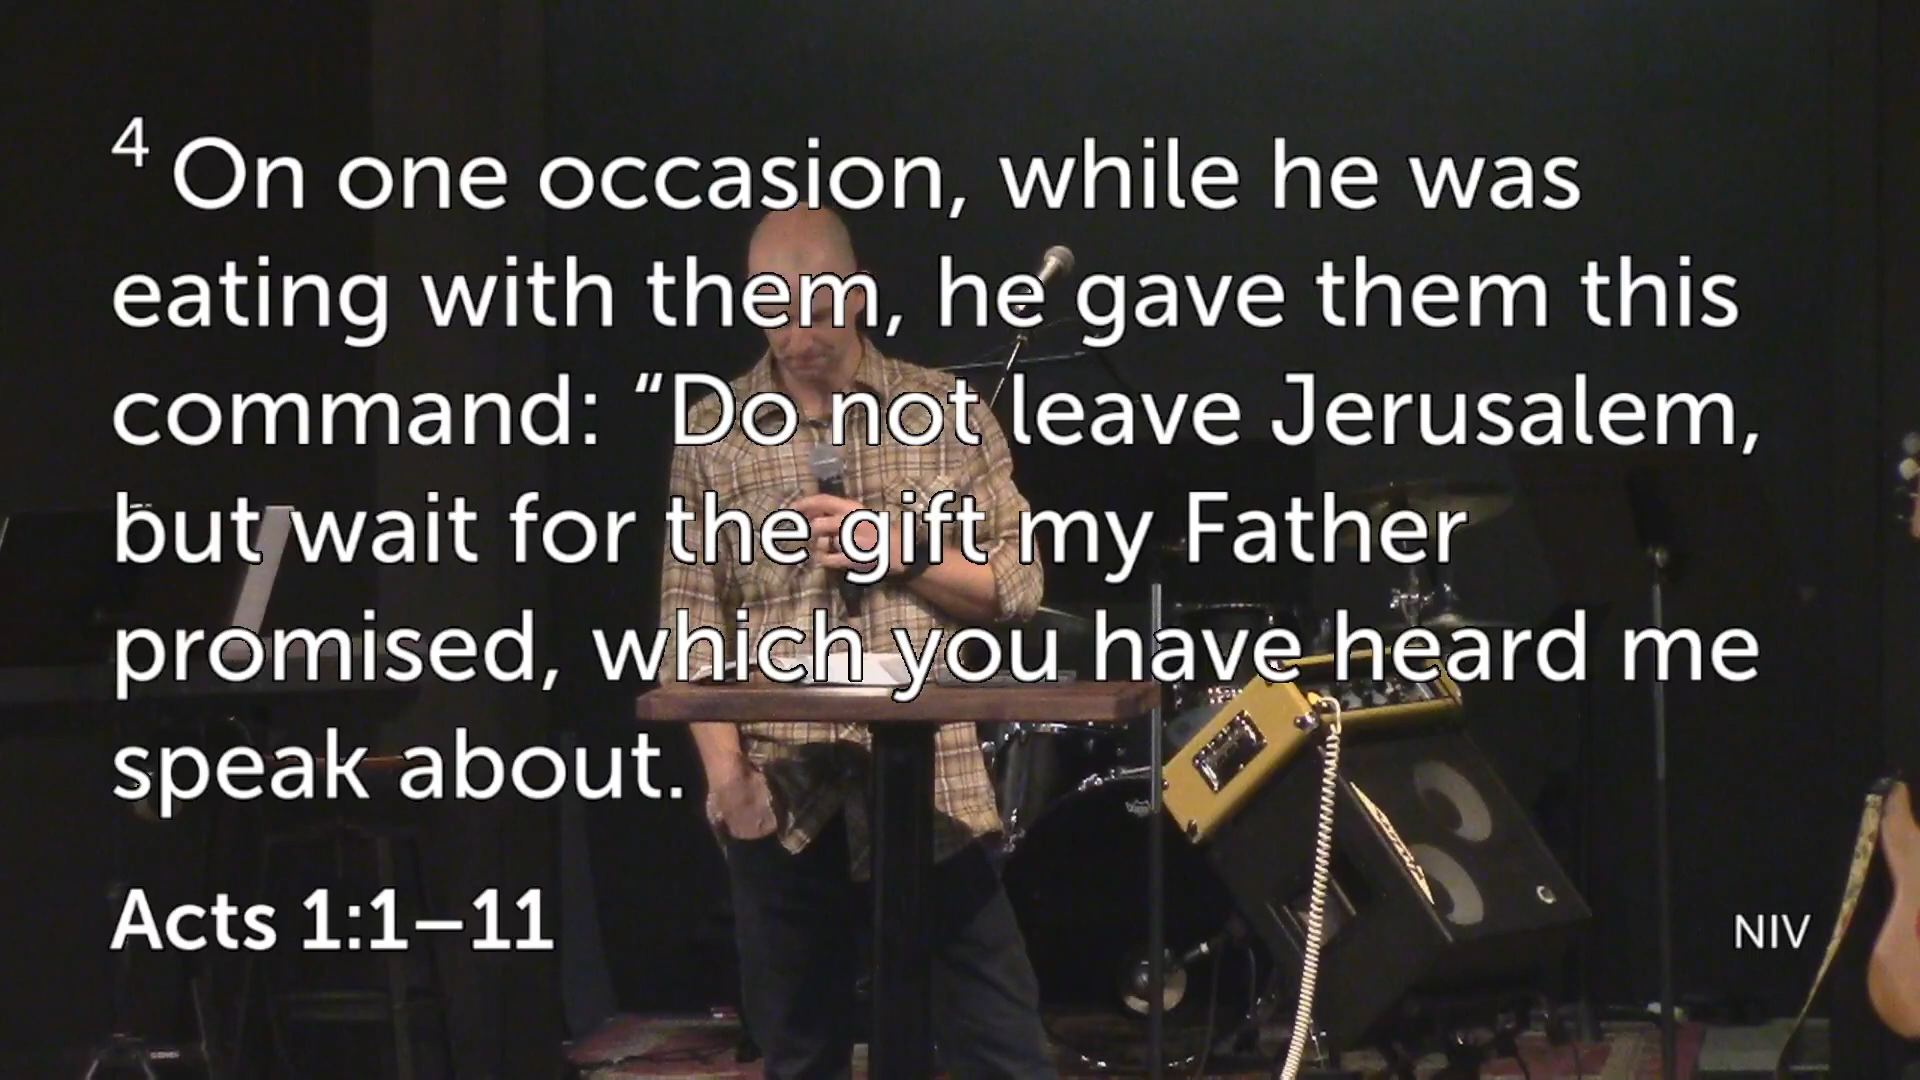 4 On one occasion, while he was
eating with them, he gave them this
command: “Do not leave Jerusalem,
but wait for the gift my Father
promised, which you have heard me
speak about.
Acts 1:1–11
NIV